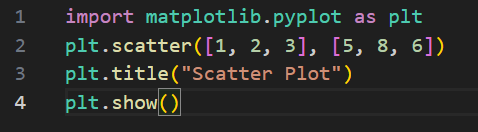 1 import matplotlib.pyplot as plt
2 plt.scatter([1, 2, 3], [5, 8, 6])
3 plt.title("Scatter Plot")
4 plt.show()